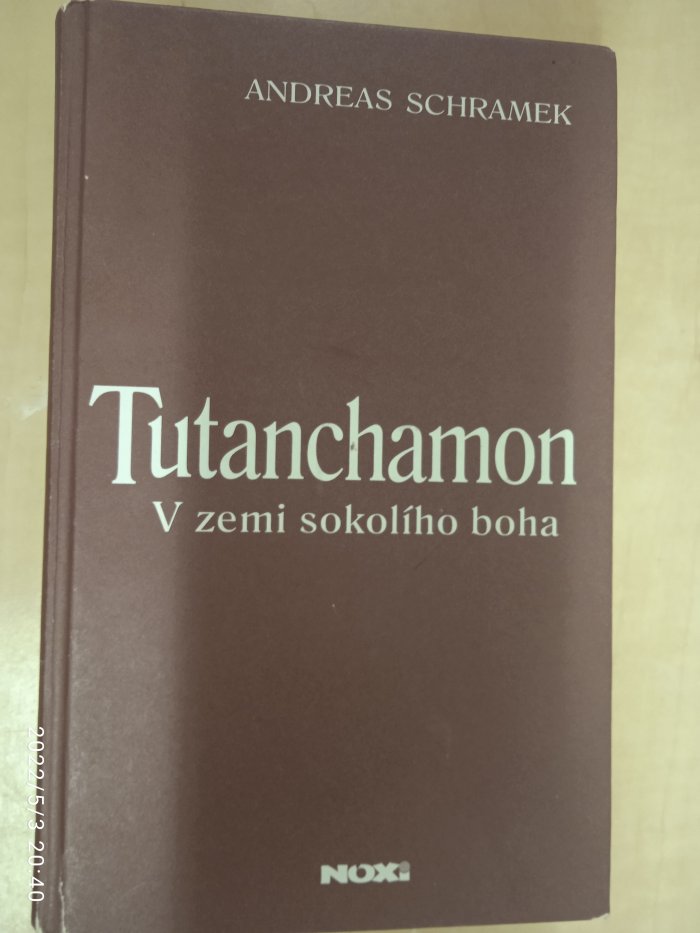 ANDREAS SCHRAMEK
Tutanchamon
V zemi sokolího boha
NOXi
2022/5/3 20:40